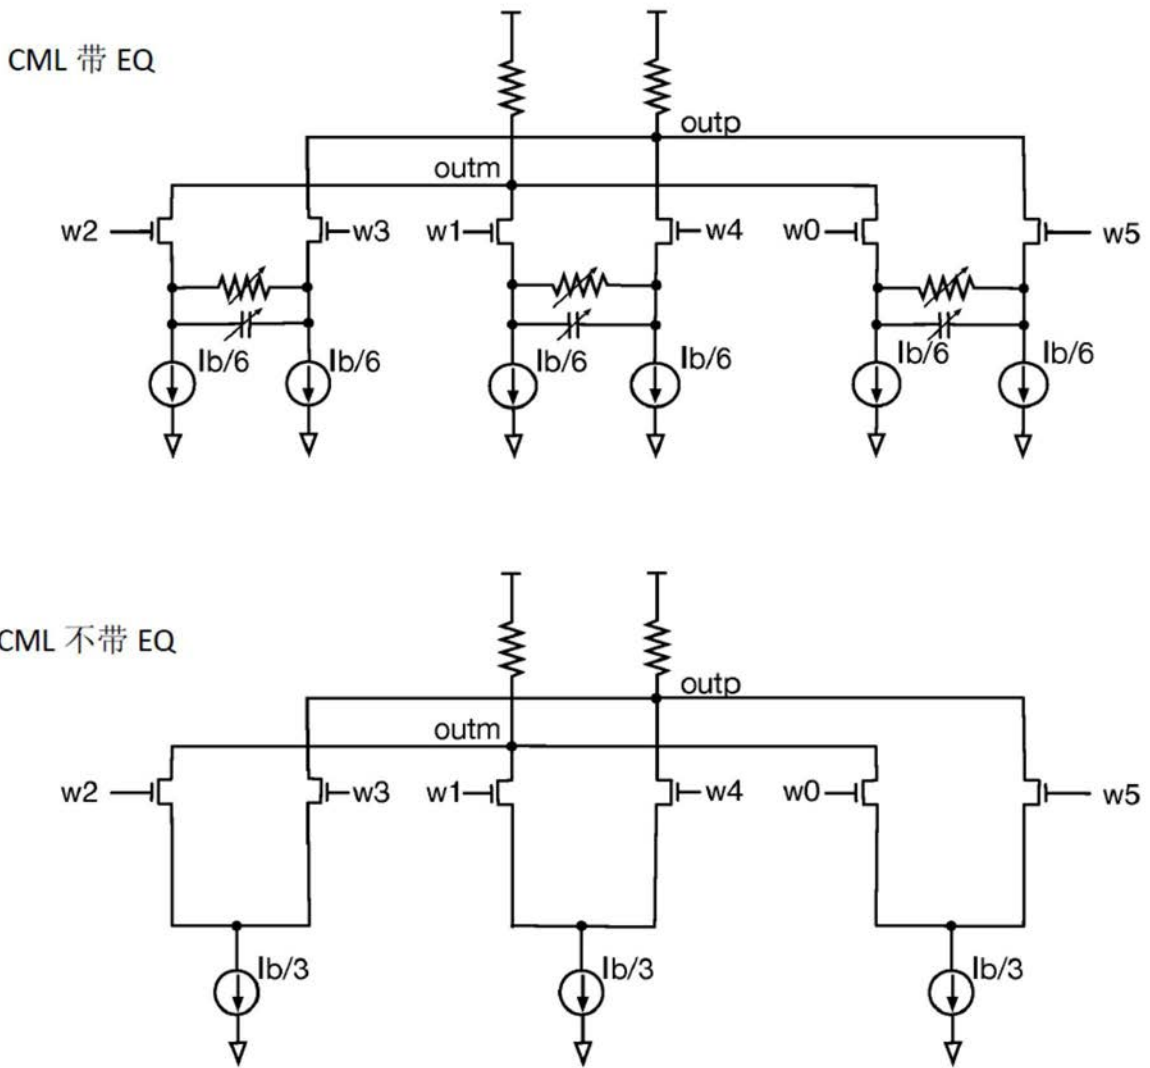 CML 带 EQ
outp
outm
w2
w3
w1
w4
w0
w5
Ib/6
Ib/6
Ib/6
Ib/6
Ib/6
Ib/6
CML 不带 EQ
outp
outm
w2
w3
w1
w4
w0
w5
Ib/3
Ib/3
Ib/3